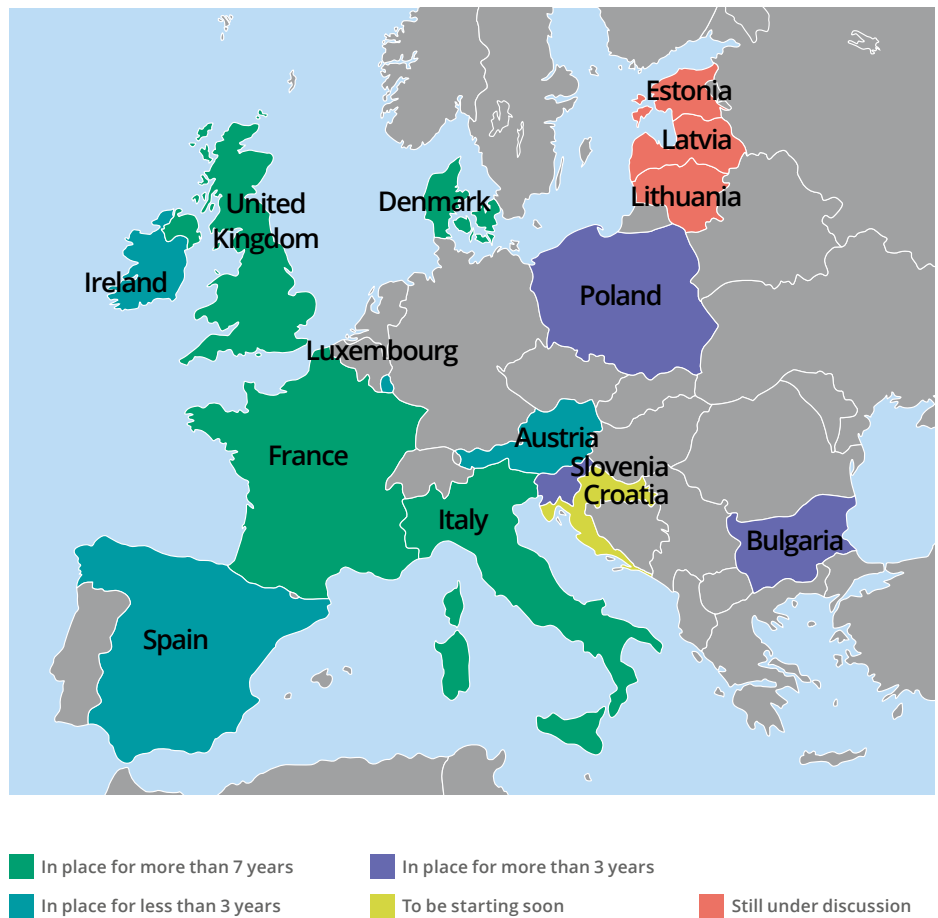 Estonia
Latvia
Lithuania
Denmark
United
Kingdom
Ireland
Poland
Luxembourg
Austria
France
Slovenia
Croatia
Italy
Bulgaria
Spain
In place for more than 7 years
In place for more than 3 years
In place for less than 3 years
To be starting soon
Still under discussion